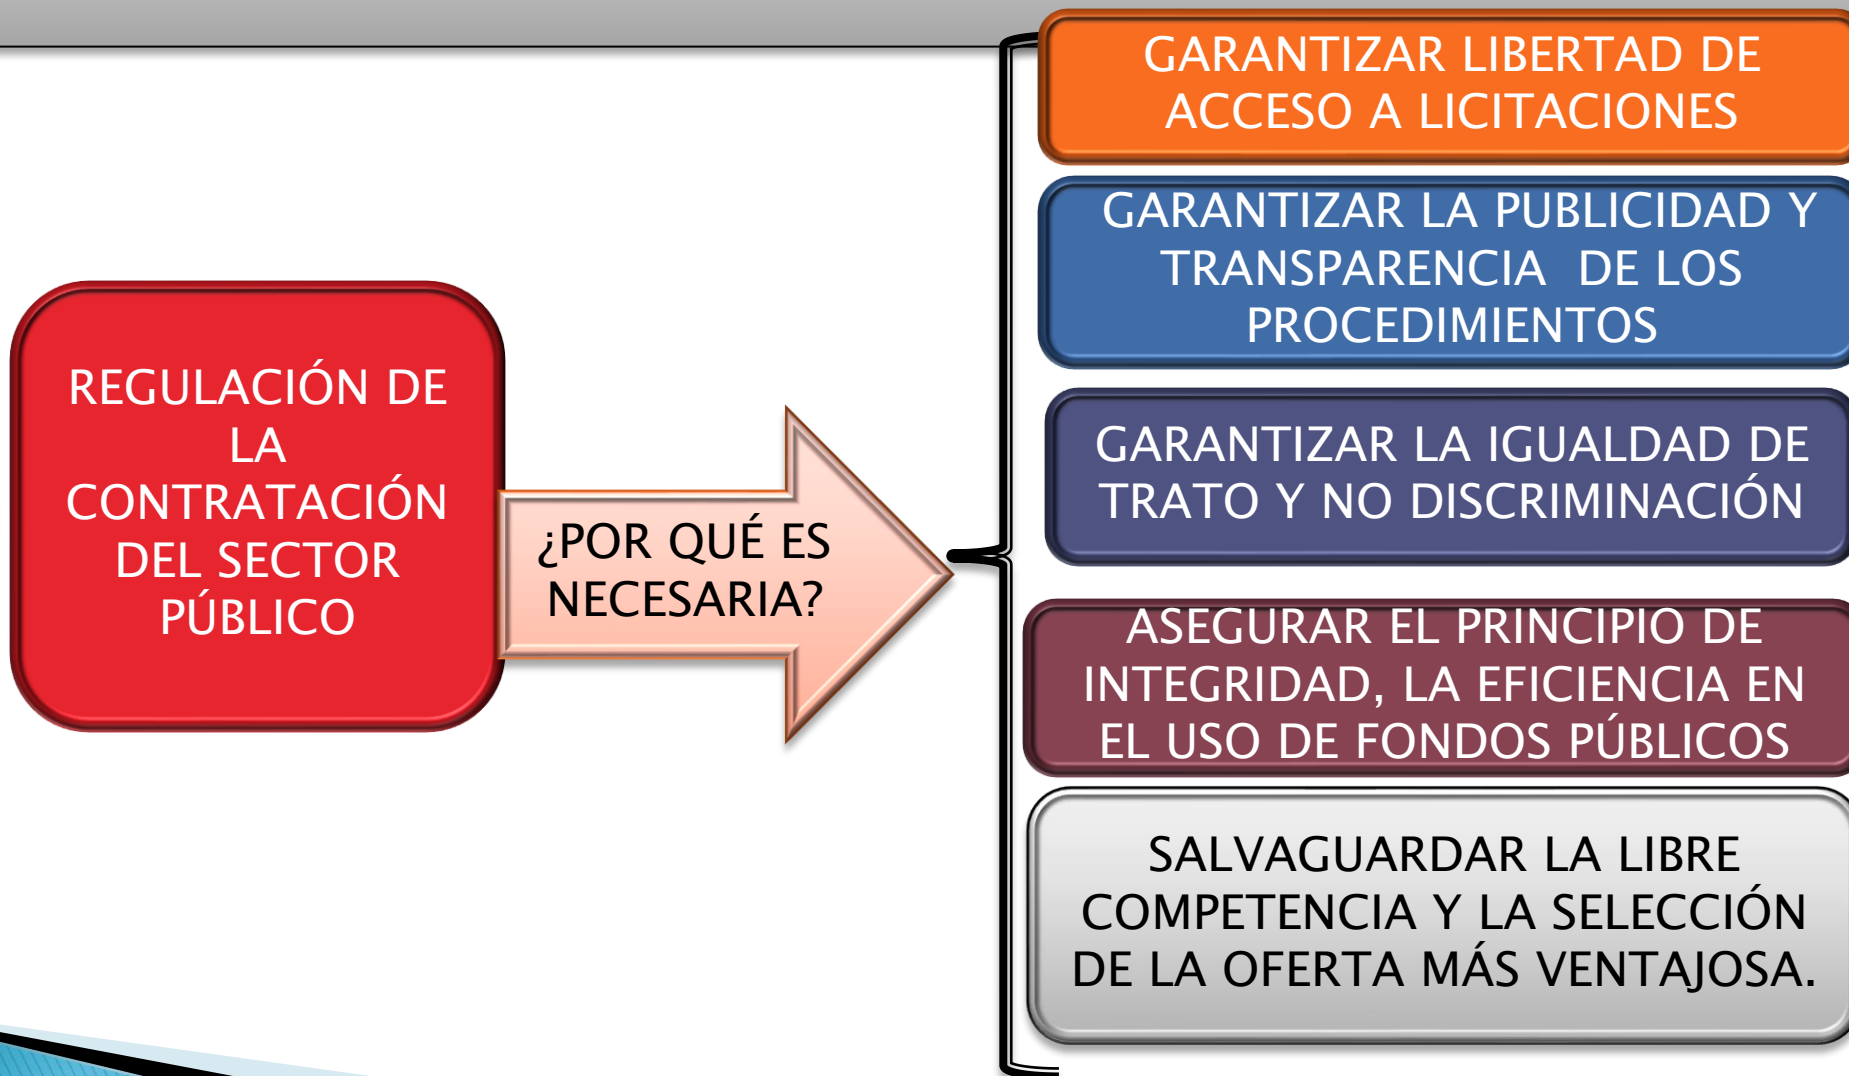 REGULACIÓN DE
LA
CONTRATACIÓN
DEL SECTOR
PÚBLICO
¿POR QUÉ ES
NECESARIA?
GARANTIZAR LIBERTAD DE
ACCESO A LICITACIONES
GARANTIZAR LA PUBLICIDAD Y
TRANSPARENCIA DE LOS
PROCEDIMIENTOS
GARANTIZAR LA IGUALDAD DE
TRATO Y NO DISCRIMINACIÓN
ASEGURAR EL PRINCIPIO DE
INTEGRIDAD, LA EFICIENCIA EN
EL USO DE FONDOS PÚBLICOS
SALVAGUARDAR LA LIBRE
COMPETENCIA Y LA SELECCIÓN
DE LA OFERTA MÁS VENTAJOSA.